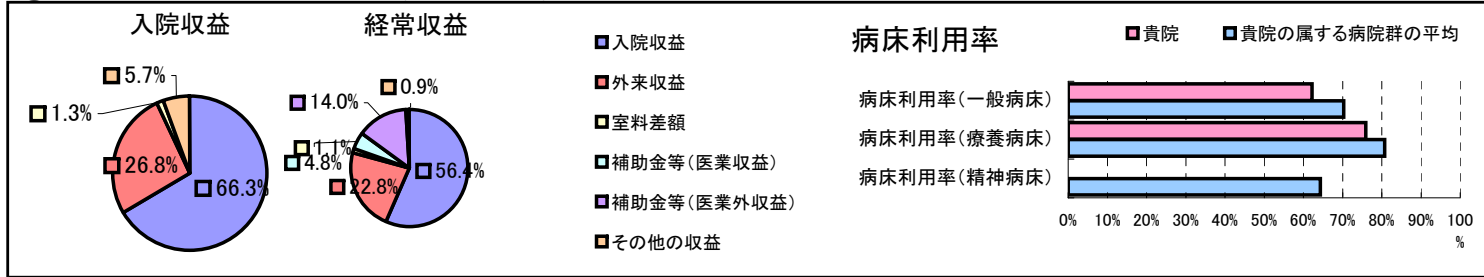 入院収益
5.7%
1.3%
26.8%
66.3%
経常収益
0.9%
14.0%
1.1%
4.8%
22.8%
56.4%
入院収益
外来収益
室料差額
補助金等(医業収益)
補助金等(医業外収益)
その他の収益
病床利用率
貴院
貴院の属する病院群の平均
病床利用率(一般病床)
病床利用率(療養病床)
病床利用率(精神病床)
0% 10% 20% 30% 40% 50% 60% 70% 80% 90% 100
%